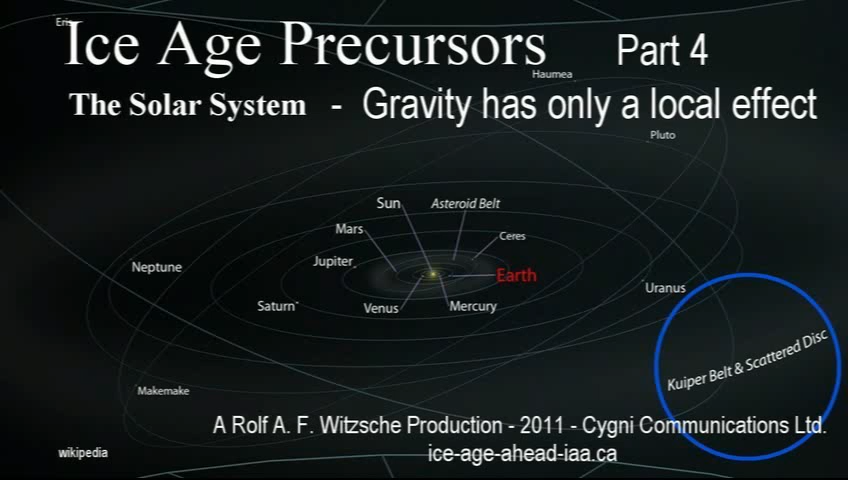 Eris
Ice Age Precursors Part 4
Haumea
The Solar System - Gravity has only a local effect
Pluto
Sun
Asteroid Belt
Mars
Ceres
Jupiter
Neptune
Earth
Uranus
Saturn
Venus
Mercury
Kuiper Belt & Scattered Disc
Makemake
A Rolf A. F. Witzsche Production - 2011 - Cygni Communications Ltd.
wikipedia
ice-age-ahead-iaa.ca